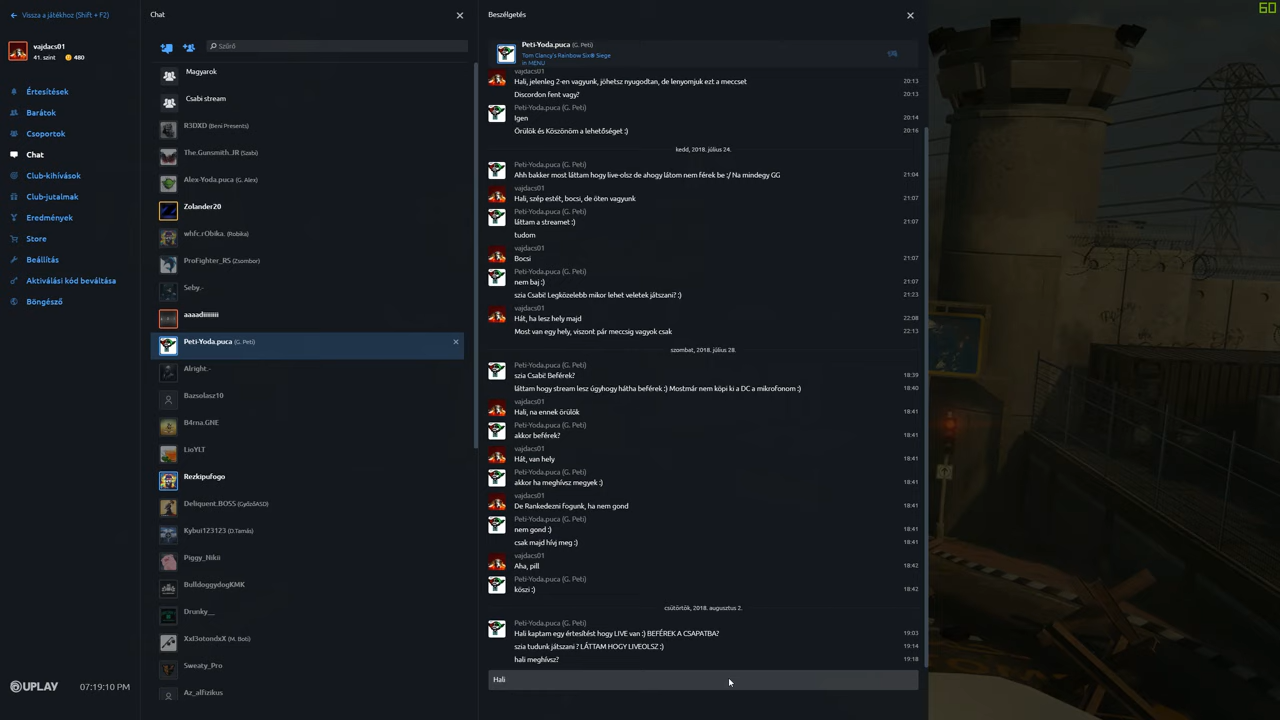 Vissza a játékhoz (Shift + F2)
vajdacs01
41. szint
480
Értesítések
Barátok
Csoportok
Chat
Club-kihívások
Club-jutalmak
Eredmények
Store
Beállítás
Aktiválási kód beváltása
Böngésző
UPLAY
07:19:10 PM
Chat
Szűrő
Magyarok
Csabi stream
R3DXD (Beni Presents)
The.Gunsmith_JR (Szabi)
Alex-Yoda.puca (G. Alex)
Zolander20
whfc.rObika. (Robika)
ProFighter_RS (Zsombor)
Seby.-
aaaadiiiiiiii
Peti-Yoda.puca (G. Peti)
Alright.-
Bazsolasz10
B4rna.GNE
LioYLT
Rezkipufogo
Deliquent.BOSS (GyőzőASD)
Kybui123123 (D.Tamás)
Piggy_Nikii
BulldoggydogKMK
Drunky__
Xxl3otondxX (M. Boti)
Sweaty_Pro
Az_alfizikus
Beszélgetés
Peti-Yoda.puca (G. Peti)
Tom Clancy's Rainbow Six® Siege
in MENU
vajdacs01
Hali, jelenleg 2-en vagyunk, jöhetsz nyugodtan, de lenyomjuk ezt a meccset 20:13
Discordon fent vagy? 20:13
Peti-Yoda.puca (G. Peti)
Igen 20:14
Örülök és Köszönöm a lehetőséget :) 20:16
kedd, 2018. július 24.
Peti-Yoda.puca (G. Peti)
Ahh bakker most láttam hogy live-olsz de ahogy látom nem férek be :/ Na mindegy GG 21:04
vajdacs01
Hali, szép estét, bocsi, de öten vagyunk 21:07
Peti-Yoda.puca (G. Peti)
láttam a streamet :) 21:07
tudom
vajdacs01
Bocsi 21:07
Peti-Yoda.puca (G. Peti)
nem baj :) 21:07
szia Csabi! Legközelebb mikor lehet veletek játszani? :) 21:23
vajdacs01
Hát, ha lesz hely majd 22:08
Most van egy hely, viszont pár meccsig vagyok csak 22:13
szombat, 2018. július 28.
Peti-Yoda.puca (G. Peti)
szia Csabi! Beférek? 18:39
láttam hogy stream lesz úgyhogy hátha beférek :) Mostmár nem köpi ki a DC a mikrofonom :) 18:40
vajdacs01
Hali, na ennek örülök 18:41
Peti-Yoda.puca (G. Peti)
akkor beférek? 18:41
vajdacs01
Hát, van hely 18:41
Peti-Yoda.puca (G. Peti)
akkor ha meghívsz megyek :) 18:41
vajdacs01
De Rankedezni fogunk, ha nem gond 18:41
Peti-Yoda.puca (G. Peti)
nem gond :) 18:41
csak majd hívj meg :) 18:41
vajdacs01
Aha, pill 18:42
Peti-Yoda.puca (G. Peti)
köszi :) 18:42
csütörtök, 2018. augusztus 2.
Peti-Yoda.puca (G. Peti)
Hali kaptam egy értesítést hogy LIVE van :) BEFÉREK A CSAPATBA? 19:03
szia tudunk játszani ? LÁTTAM HOGY LIVEOLSZ :) 19:14
hali meghívsz? 19:18
Hali
60